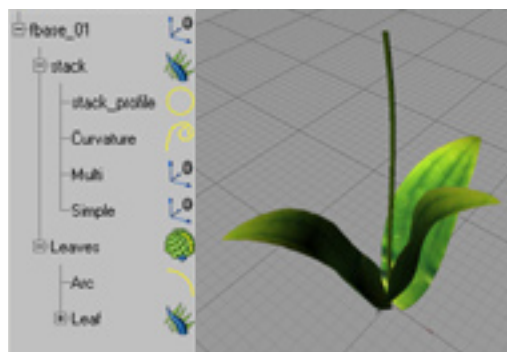 fbase_01
stack
stack_profile
Curvature
Multi
Simple
Leaves
Arc
Leaf